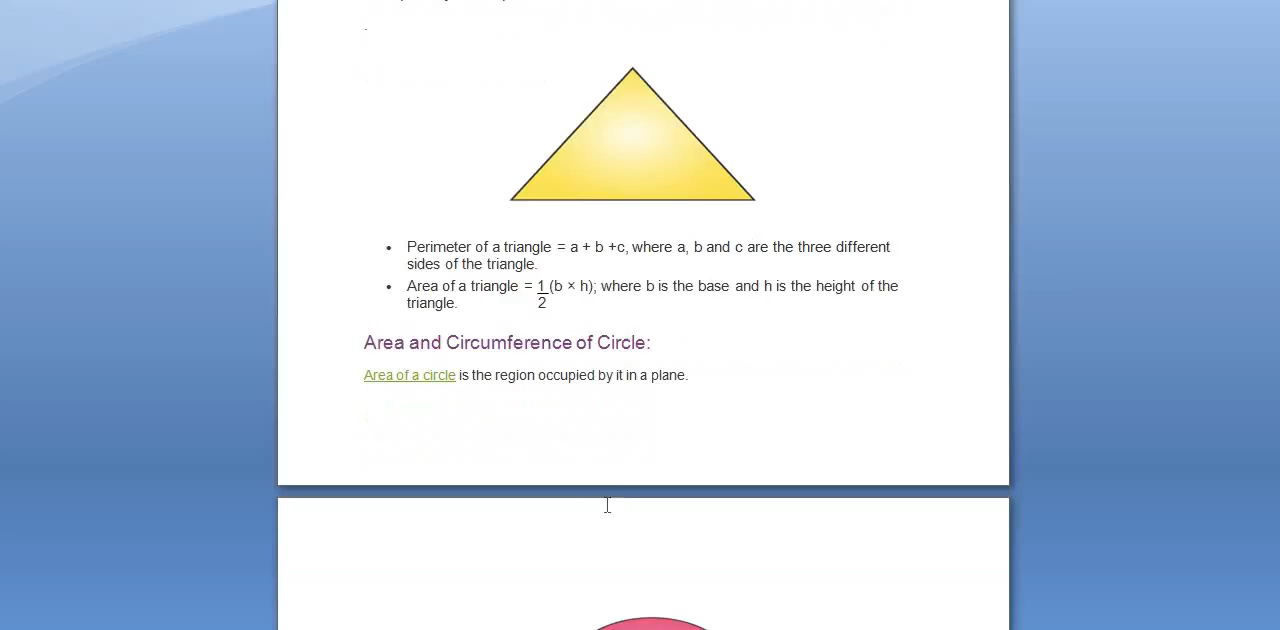 .
• Perimeter of a triangle = a + b +c, where a, b and c are the three different
sides of the triangle.
• Area of a triangle = 1/2 (b × h); where b is the base and h is the height of the
triangle.
Area and Circumference of Circle:
Area of a circle is the region occupied by it in a plane.